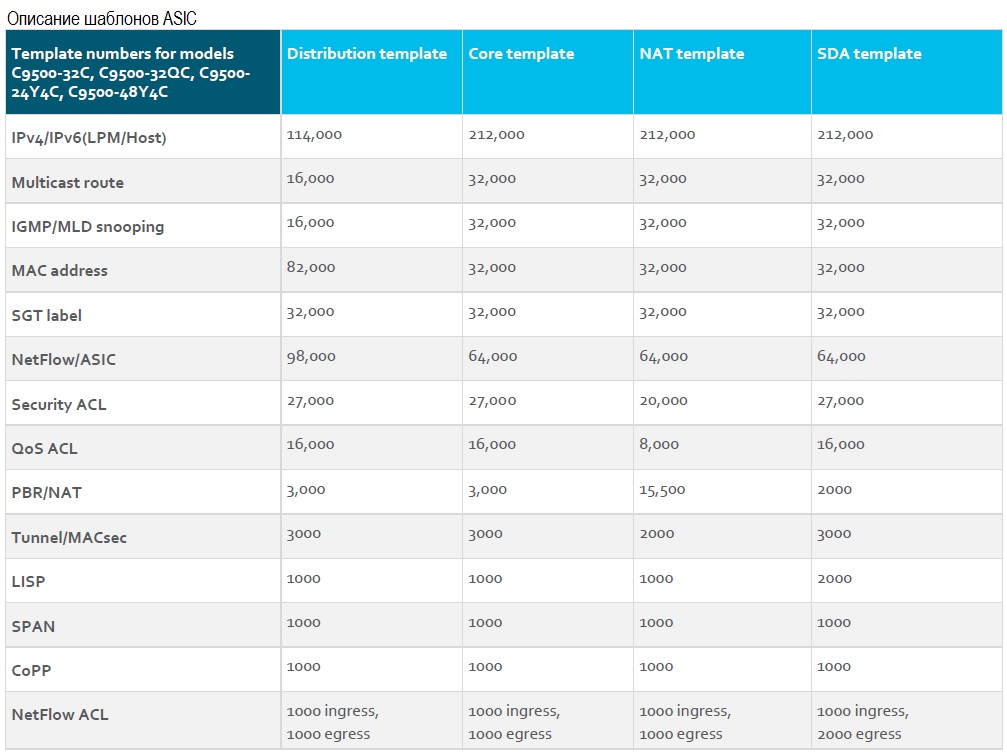 Описание шаблонов ASIC
Template numbers for models C9500-32C, C9500-32QC, C9500-24Y4C, C9500-48Y4C Distribution template Core template NAT template SDA template
IPv4/IPv6(LPM/Host) 114,000 212,000 212,000 212,000
Multicast route 16,000 32,000 32,000 32,000
IGMP/MLD snooping 16,000 32,000 32,000 32,000
MAC address 82,000 32,000 32,000 32,000
SGT label 32,000 32,000 32,000 32,000
NetFlow/ASIC 98,000 64,000 64,000 64,000
Security ACL 27,000 27,000 20,000 27,000
QoS ACL 16,000 16,000 8,000 16,000
PBR/NAT 3,000 3,000 15,500 2000
Tunnel/MACsec 3000 3000 2000 3000
LISP 1000 1000 1000 2000
SPAN 1000 1000 1000 1000
CoPP 1000 1000 1000 1000
NetFlow ACL 1000 ingress, 1000 egress 1000 ingress, 1000 egress 1000 ingress, 1000 egress 1000 ingress, 2000 egress